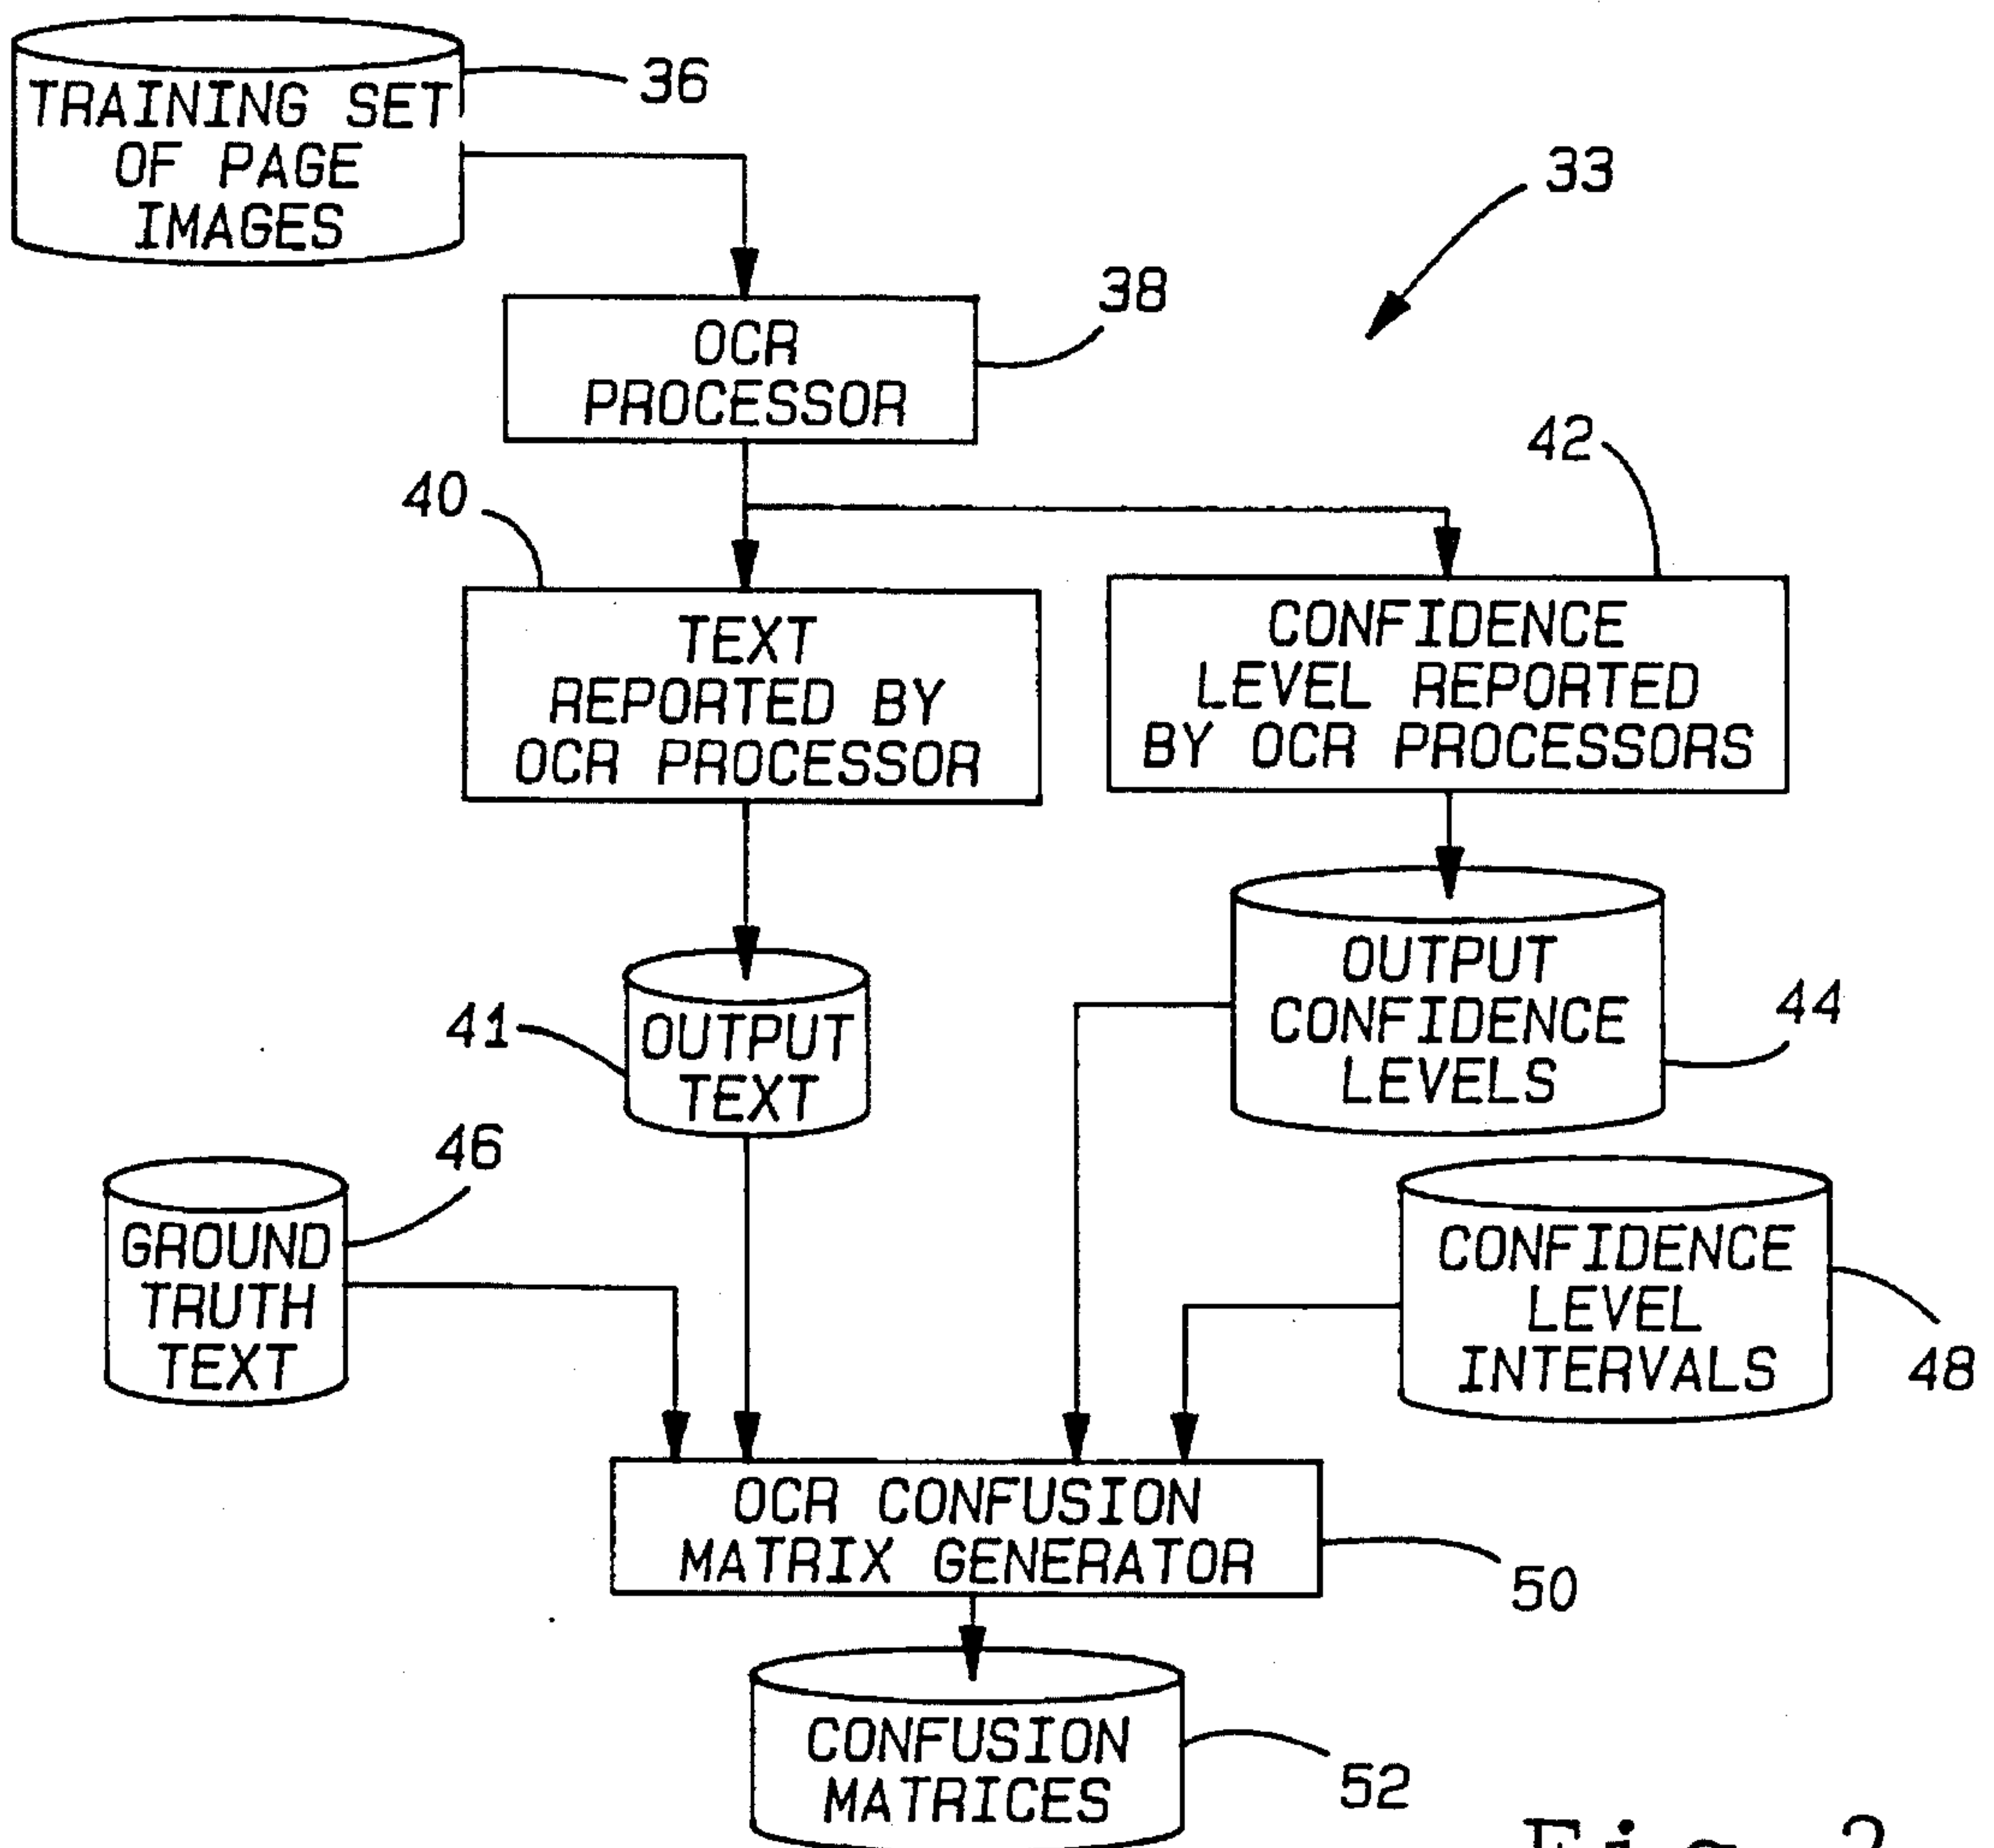 TRAINING SET
OF PAGE
IMAGES
36
33
OCR
PROCESSOR
38
40
42
TEXT
REPORTED BY
OCR PROCESSOR
CONFIDENCE
LEVEL REPORTED
BY OCR PROCESSORS
41
OUTPUT
TEXT
OUTPUT
CONFIDENCE
LEVELS
44
46
GROUND
TRUTH
TEXT
CONFIDENCE
LEVEL
INTERVALS
48
OCR CONFUSION
MATRIX GENERATOR
50
CONFUSION
MATRICES
52
Fig. 2